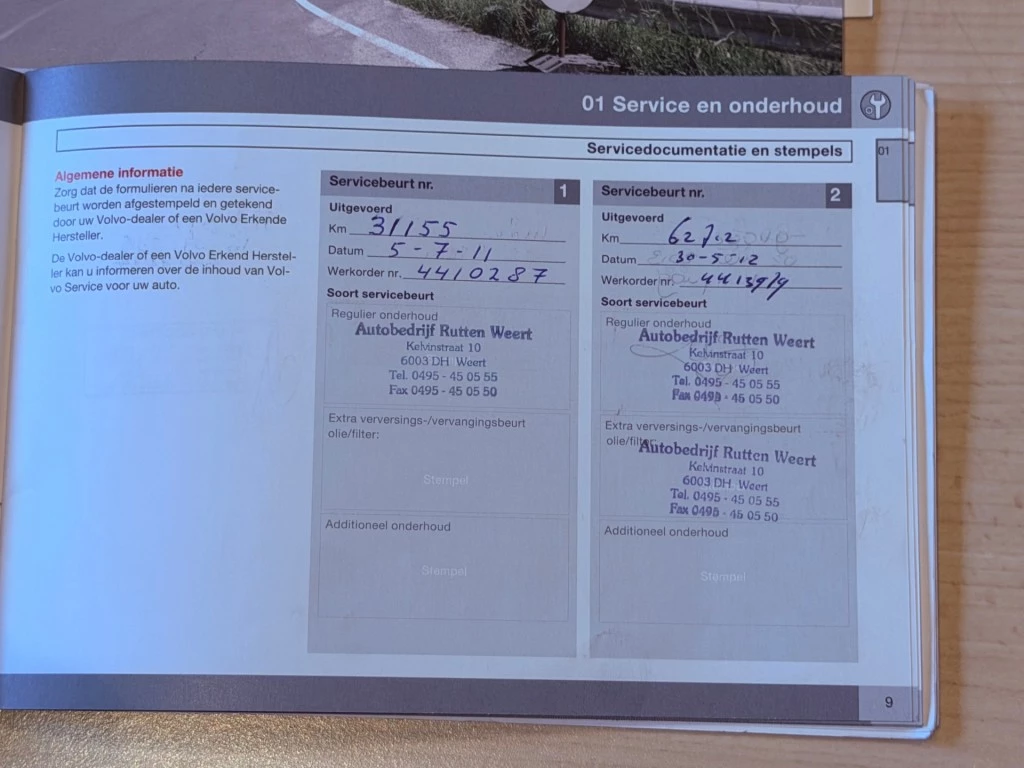 01 Service en onderhoud
Servicedocumentatie en stempels
01
Algemene informatie
Zorg dat de formulieren na iedere service-
beurt worden afgestempeld en getekend
door uw Volvo-dealer of een Volvo Erkende
Hersteller.
De Volvo-dealer of een Volvo Erkend Herstel-
ler kan u informeren over de inhoud van Vol-
vo Service voor uw auto.
Servicebeurt nr. 1
Uitgevoerd
Km 31155
Datum 5-7-11
Werkorder nr. 4410287
Soort servicebeurt
Regulier onderhoud
Autobedrijf Rutten Weert
Kelvinstraat 10
6003 DH Weert
Tel. 0495 - 45 05 55
Fax 0495 - 45 05 50
Extra verversings-/vervangingsbeurt
olie/filter:
Stempel
Additioneel onderhoud
Stempel
Servicebeurt nr. 2
Uitgevoerd
Km
Datum 30-5-12
Werkorder nr.
Soort servicebeurt
Regulier onderhoud
Autobedrijf Rutten Weert
Kelvinstraat 10
6003 DH Weert
Tel. 0495 - 45 05 55
Fax 0495 - 45 05 50
Extra verversings-/vervangingsbeurt
olie/filter
Autobedrijf Rutten Weert
Kelvinstraat 10
6003 DH Weert
Tel. 0495 - 45 05 55
Fax 0495 - 45 05 50
Additioneel onderhoud
Stempel
9